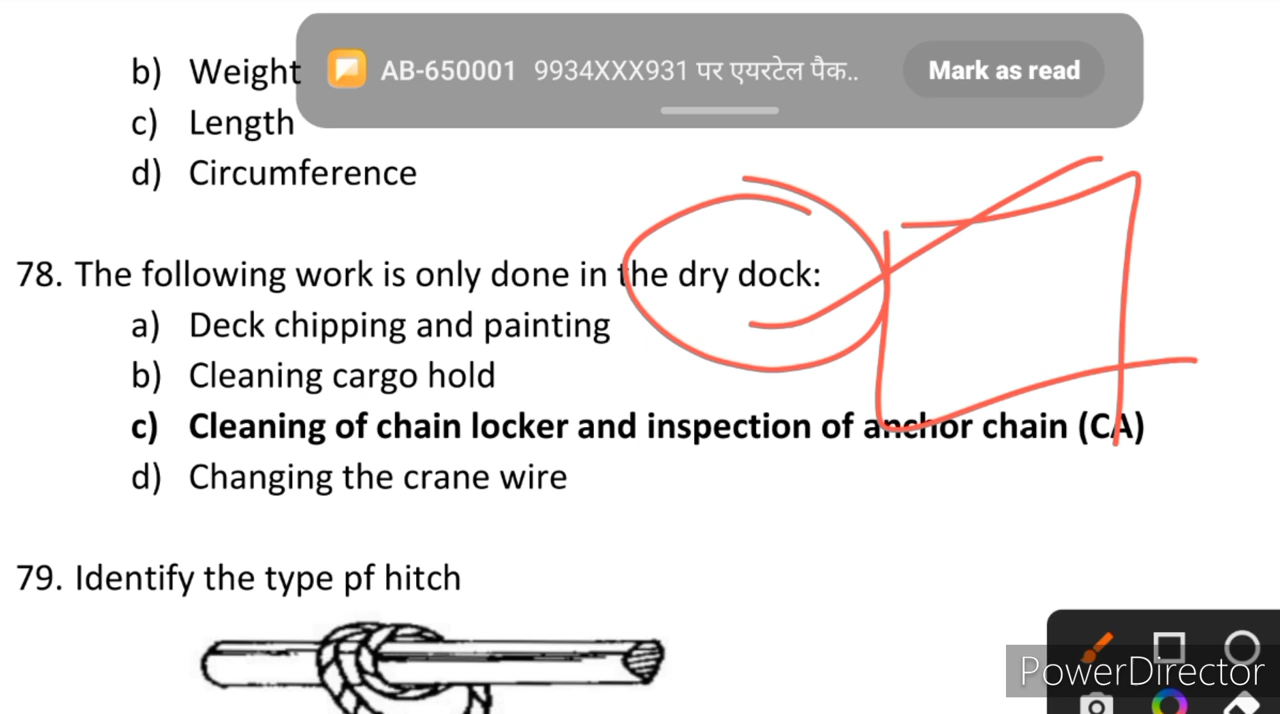 b) Weight
AB-650001 9934XXX931 पर एयरटेल पैक..
Mark as read
c) Length
d) Circumference
78. The following work is only done in the dry dock:
a) Deck chipping and painting
b) Cleaning cargo hold
c) Cleaning of chain locker and inspection of anchor chain (CA)
d) Changing the crane wire
79. Identify the type pf hitch
PowerDirector